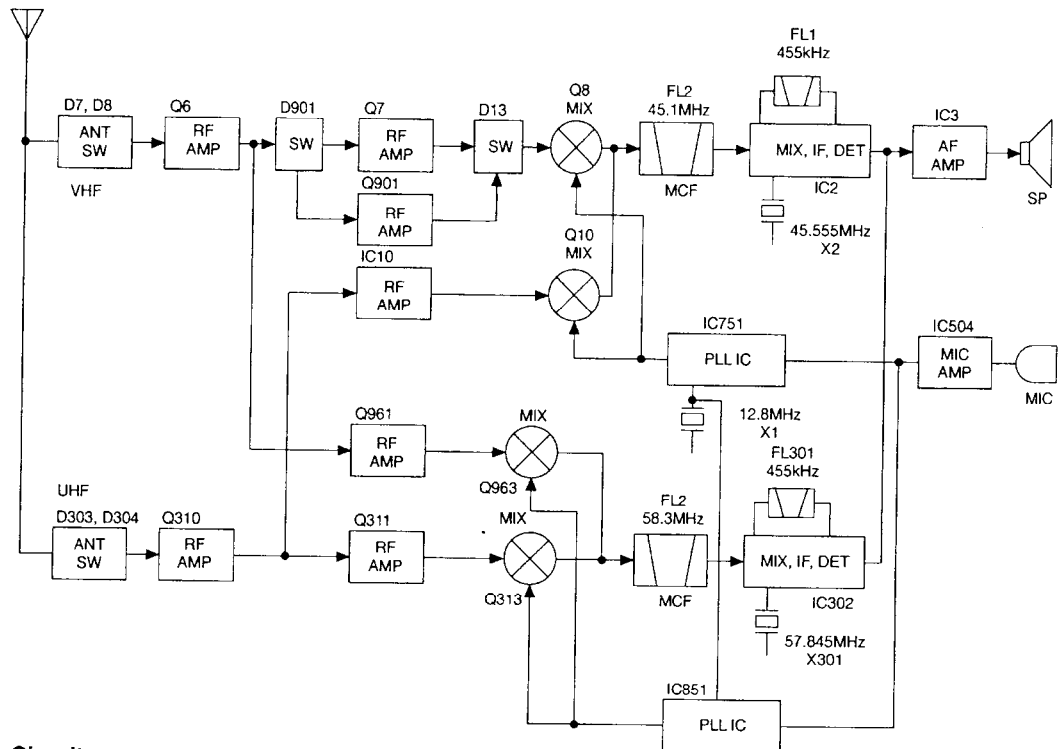 FL1
455kHz
D7, D8
ANT
SW
VHF
Q6
RF
AMP
D901
SW
Q7
RF
AMP
D13
SW
Q8
MIX
FL2
45.1MHz
MCF
MIX, IF, DET
IC2
45.555MHz
X2
IC3
AF
AMP
SP
Q901
RF
AMP
IC10
RF
AMP
Q10
MIX
IC751
PLL IC
12.8MHz
X1
IC504
MIC
AMP
MIC
Q961
RF
AMP
MIX
Q963
FL301
455kHz
UHF
D303, D304
ANT
SW
Q310
RF
AMP
Q311
RF
AMP
MIX
Q313
FL2
58.3MHz
MCF
MIX, IF, DET
IC302
57.845MHz
X301
IC851
PLL IC